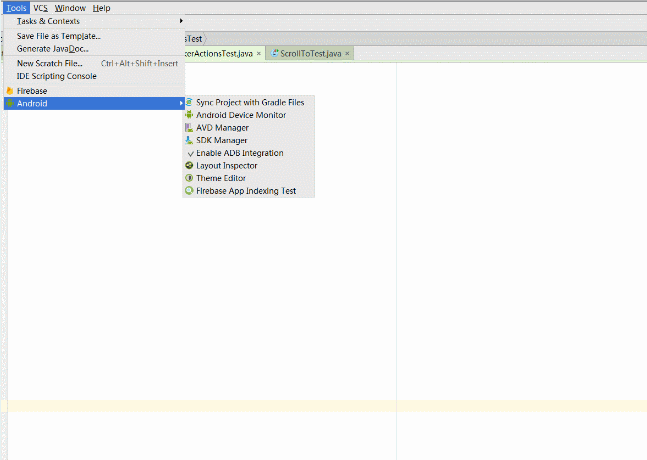 Tools VCS Window Help
Tasks & Contexts
Save File as Template...
Generate JavaDoc...
New Scratch File... Ctrl+Alt+Shift+Insert
IDE Scripting Console
Firebase
Android
sTest
kerActionsTest.java × ScrollToTest.java ×
Sync Project with Gradle Files
Android Device Monitor
AVD Manager
SDK Manager
Enable ADB Integration
Layout Inspector
Theme Editor
Firebase App Indexing Test